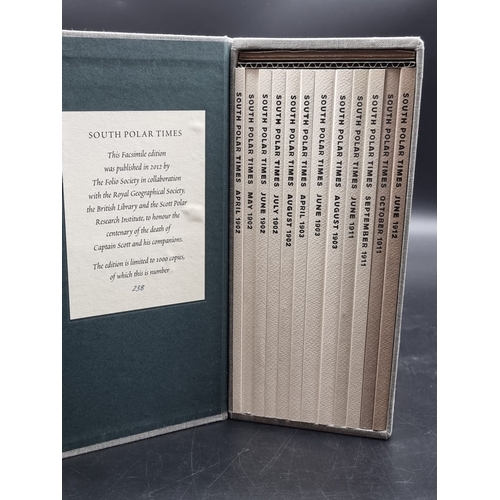 SOUTH POLAR TIMES
This Facsimile edition
was published in 2012 by
The Folio Society in collaboration
with the Royal Geographical Society,
the British Library and the Scott Polar
Research Institute, to honour the
centenary of the death of
Captain Scott and his companions.
The edition is limited to 1000 copies,
of which this is number
238
SOUTH POLAR TIMES APRIL 1902
SOUTH POLAR TIMES MAY 1902
SOUTH POLAR TIMES JUNE 1902
SOUTH POLAR TIMES JULY 1902
SOUTH POLAR TIMES AUGUST 1902
SOUTH POLAR TIMES APRIL 1903
SOUTH POLAR TIMES JUNE 1903
SOUTH POLAR TIMES AUGUST 1903
SOUTH POLAR TIMES JUNE 1911
SOUTH POLAR TIMES SEPTEMBER 1911
SOUTH POLAR TIMES OCTOBER 1911
SOUTH POLAR TIMES JUNE 1912